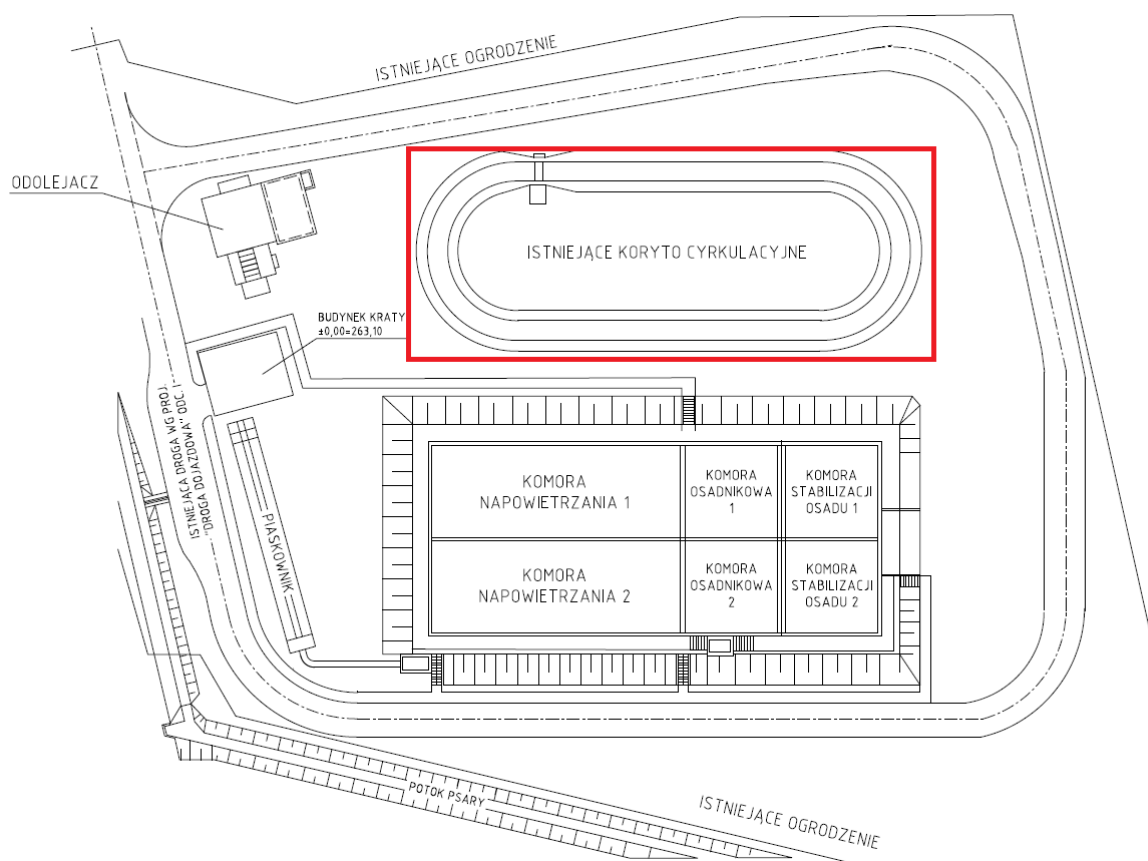 ISTNIEJĄCE OGRODZENIE
ODOLEJACZ
ISTNIEJĄCE KORYTO CYRKULACYJNE
BUDYNEK KRATY
±0,00=263,10
ISTNIEJĄCA DROGA WG PROJ.
"DROGA DOJAZDOWA" ODC. I
PIASKOWNIK
KOMORA
NAPOWIETRZANIA 1
KOMORA
OSADNIKOWA
1
KOMORA
STABILIZACJI
OSADU 1
KOMORA
NAPOWIETRZANIA 2
KOMORA
OSADNIKOWA
2
KOMORA
STABILIZACJI
OSADU 2
POTOK PSARY
ISTNIEJĄCE OGRODZENIE